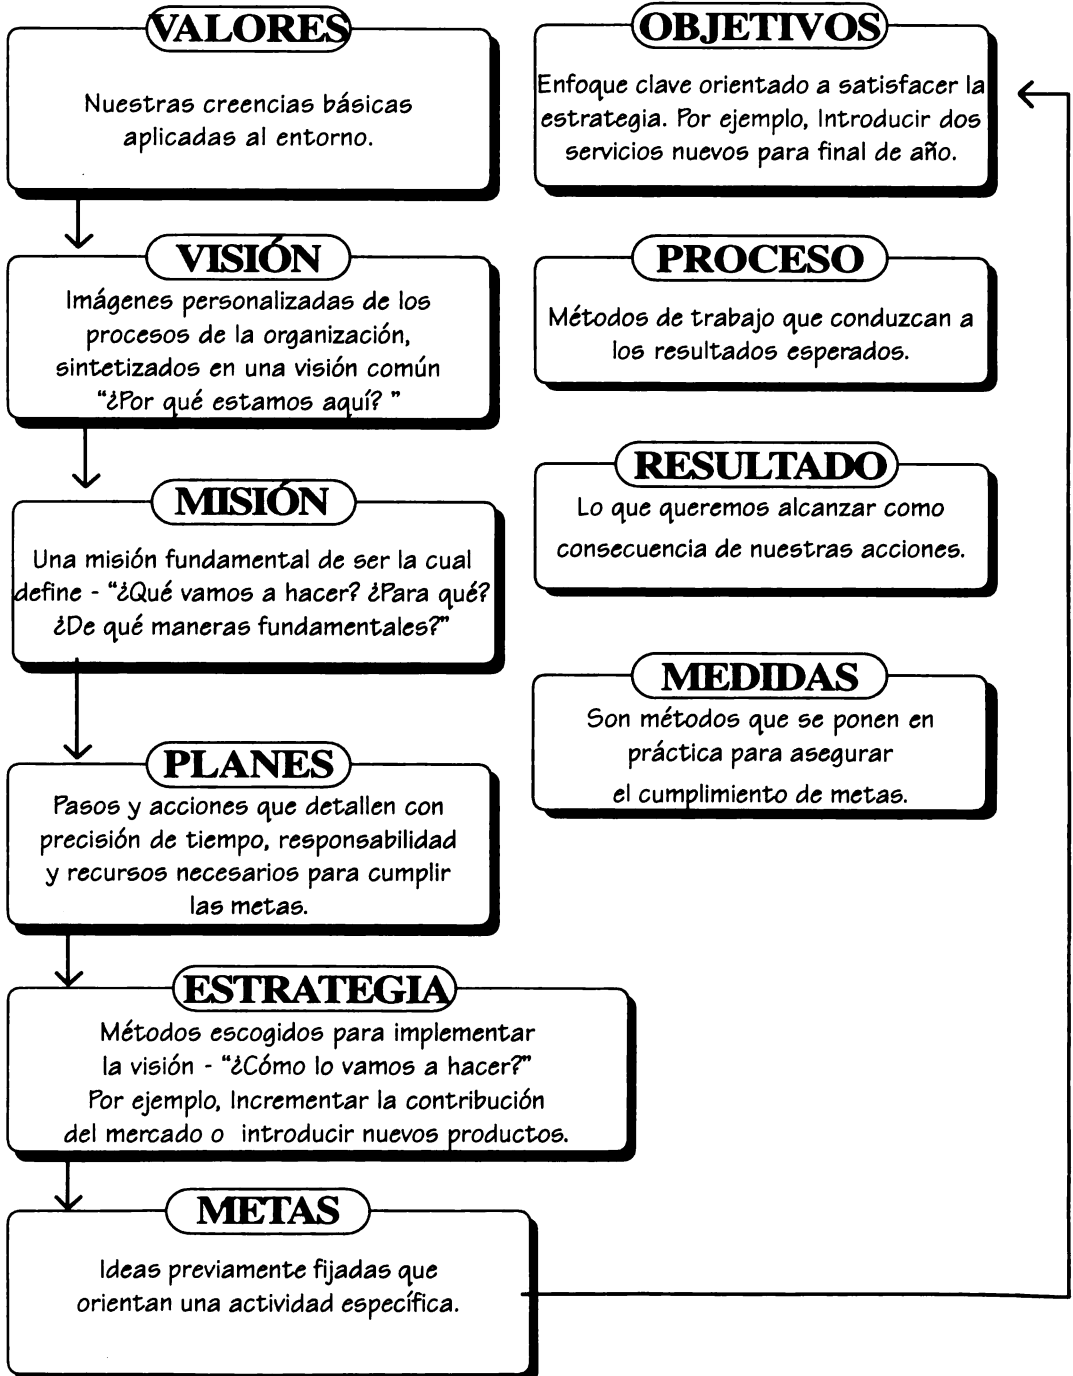 VALORES
Nuestras creencias básicas
aplicadas al entorno.
VISIÓN
Imágenes personalizadas de los
procesos de la organización,
sintetizados en una visión común
“¿Por qué estamos aquí? ”
MISIÓN
Una misión fundamental de ser la cual
define - “¿Qué vamos a hacer? ¿Para qué?
¿De qué maneras fundamentales?”
PLANES
Pasos y acciones que detallen con
precisión de tiempo, responsabilidad
y recursos necesarios para cumplir
las metas.
ESTRATEGIA
Métodos escogidos para implementar
la visión - “¿Cómo lo vamos a hacer?”
Por ejemplo, Incrementar la contribución
del mercado o introducir nuevos productos.
METAS
Ideas previamente fijadas que
orientan una actividad específica.
OBJETIVOS
Enfoque clave orientado a satisfacer la
estrategia. Por ejemplo, Introducir dos
servicios nuevos para final de año.
PROCESO
Métodos de trabajo que conduzcan a
los resultados esperados.
RESULTADO
Lo que queremos alcanzar como
consecuencia de nuestras acciones.
MEDIDAS
Son métodos que se ponen en
práctica para asegurar
el cumplimiento de metas.